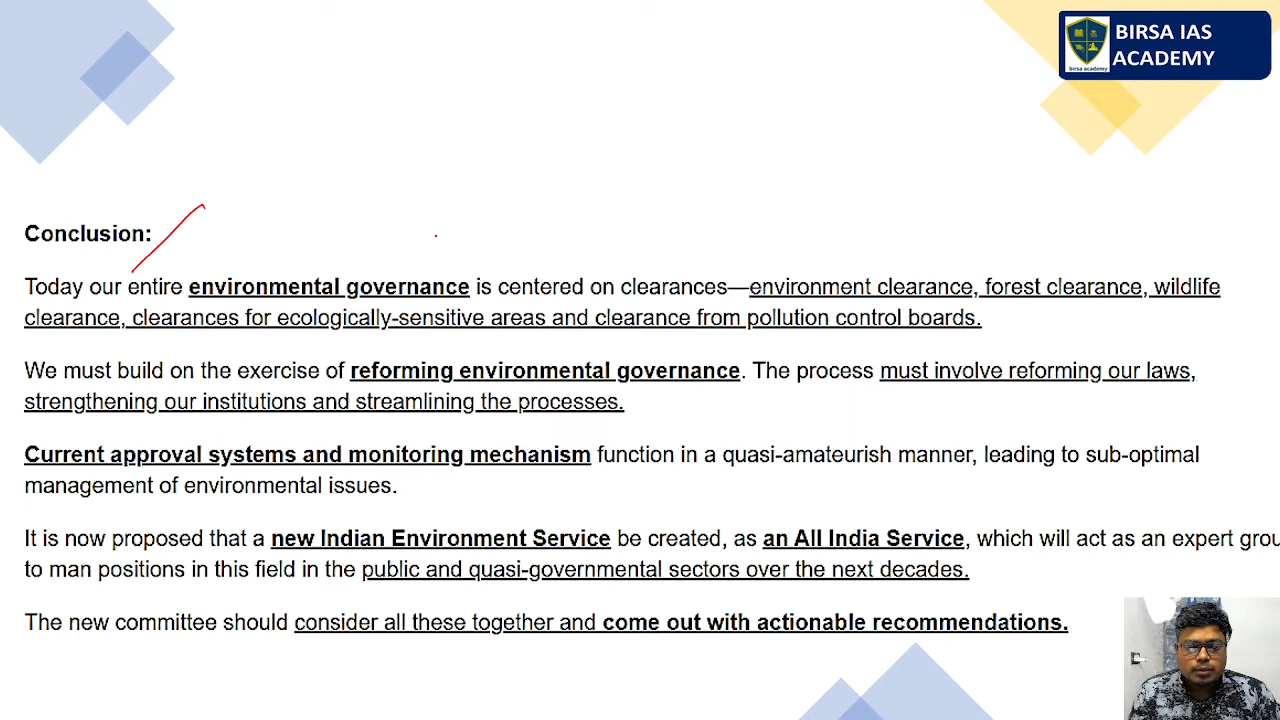 BIRSA IAS
ACADEMY
birsa academy
Conclusion:
Today our entire environmental governance is centered on clearances—environment clearance, forest clearance, wildlife
clearance, clearances for ecologically-sensitive areas and clearance from pollution control boards.
We must build on the exercise of reforming environmental governance. The process must involve reforming our laws,
strengthening our institutions and streamlining the processes.
Current approval systems and monitoring mechanism function in a quasi-amateurish manner, leading to sub-optimal
management of environmental issues.
It is now proposed that a new Indian Environment Service be created, as an All India Service, which will act as an expert grou
to man positions in this field in the public and quasi-governmental sectors over the next decades.
The new committee should consider all these together and come out with actionable recommendations.